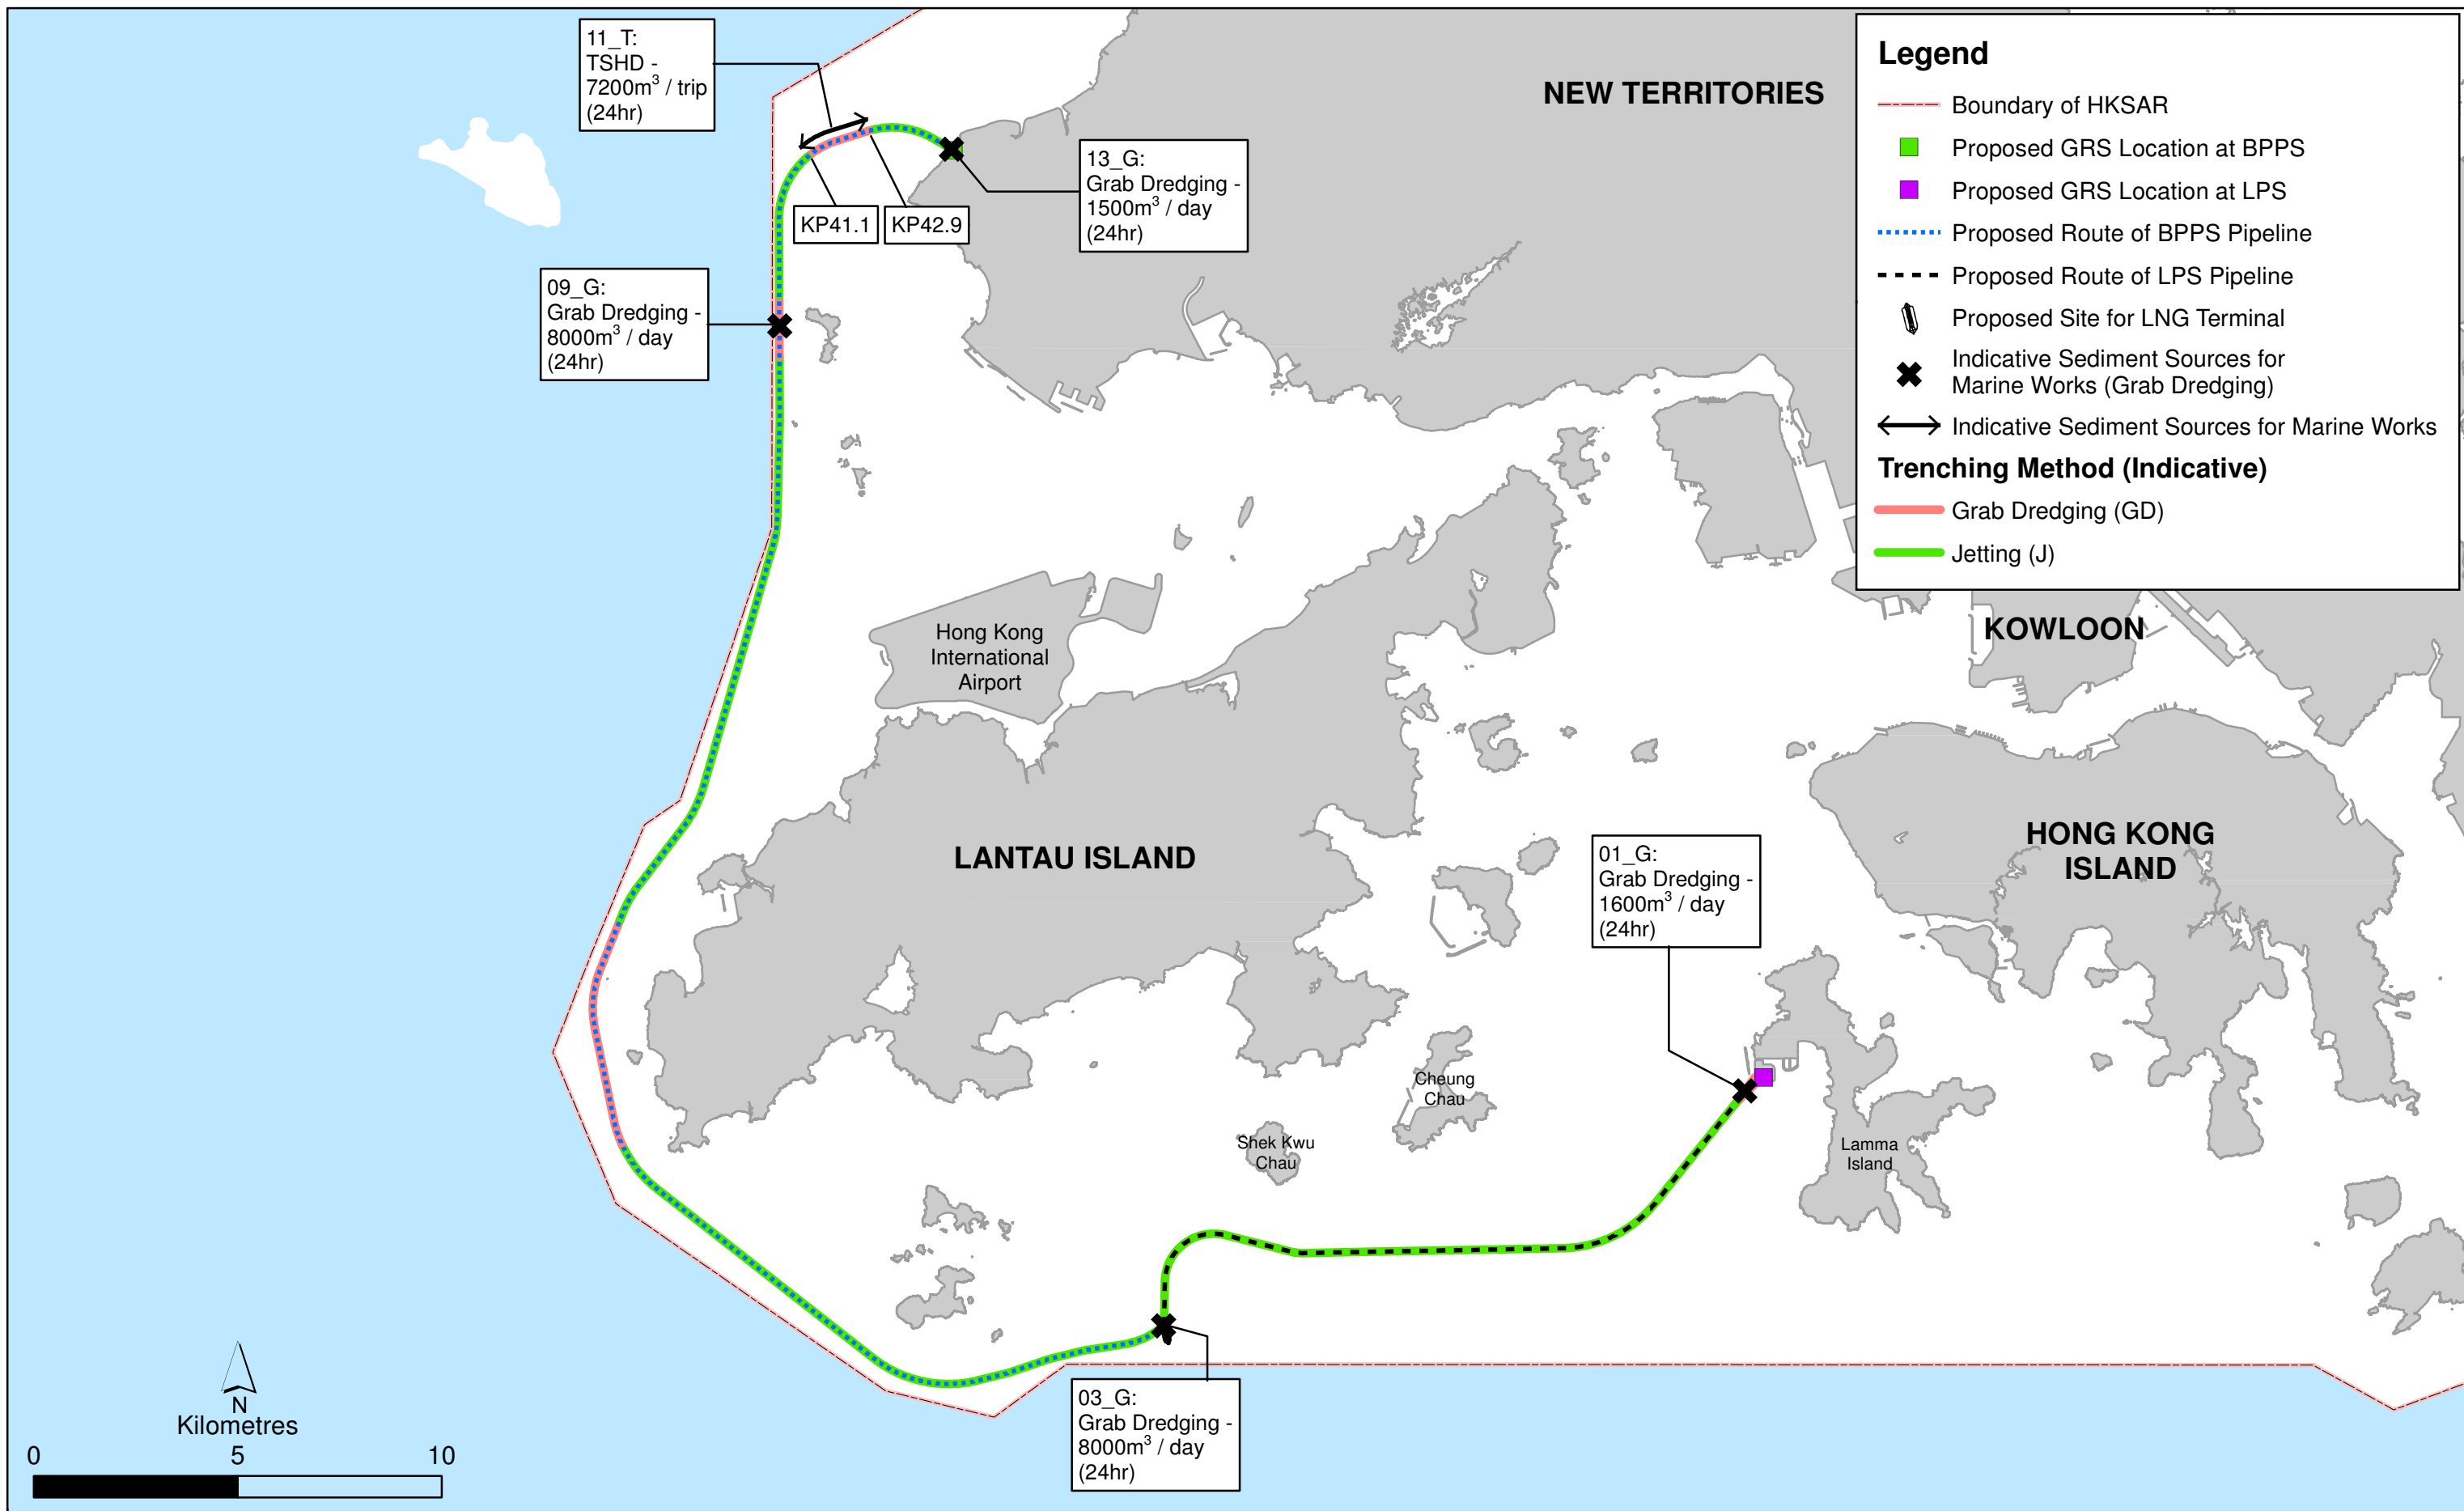 11_T:
TSHD -
7200m³ / trip
(24hr)
NEW TERRITORIES
13_G:
Grab Dredging -
1500m³ / day
(24hr)
KP41.1
KP42.9
09_G:
Grab Dredging -
8000m³ / day
(24hr)
Legend
Boundary of HKSAR
Proposed GRS Location at BPPS
Proposed GRS Location at LPS
Proposed Route of BPPS Pipeline
Proposed Route of LPS Pipeline
Proposed Site for LNG Terminal
Indicative Sediment Sources for
Marine Works (Grab Dredging)
Indicative Sediment Sources for Marine Works
Trenching Method (Indicative)
Grab Dredging (GD)
Jetting (J)
Hong Kong
International
Airport
KOWLOON
LANTAU ISLAND
HONG KONG
ISLAND
01_G:
Grab Dredging -
1600m³ / day
(24hr)
Cheung
Chau
Shek Kwu
Chau
Lamma
Island
03_G:
Grab Dredging -
8000m³ / day
(24hr)
N
Kilometres
0 5 10